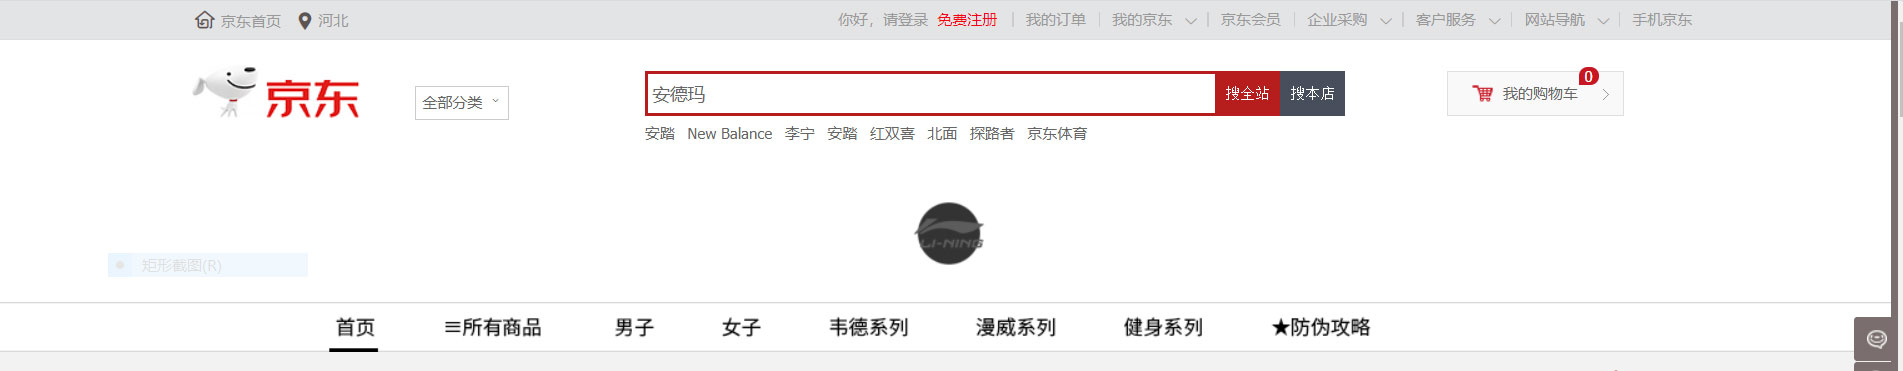 京东首页 河北 你好，请登录 免费注册 我的订单 我的京东 京东会员 企业采购 客户服务 网站导航 手机京东
京东 全部分类 安德玛 搜全站 搜本店 我的购物车 0
安踏 New Balance 李宁 安踏 红双喜 北面 探路者 京东体育
LI-NING
矩形截图(R)
首页 ☰所有商品 男子 女子 韦德系列 漫威系列 健身系列 ★防伪攻略